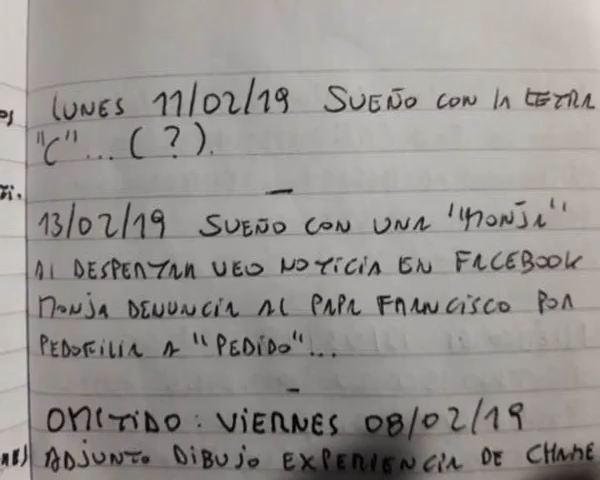 LUNES 11/02/19 SUEÑO CON LA LETRA
"C"... (?).
13/02/19 SUEÑO CON UNA "MONJA"
AL DESPERTAR VEO NOTICIA EN FACEBOOK
MONJA DENUNCIA AL PAPA FRANCISCO POR
PEDOFILIA A "PEDIDO"...
OMITIDO: VIERNES 08/02/19
ADJUNTO DIBUJO EXPERIENCIA DE CHAME